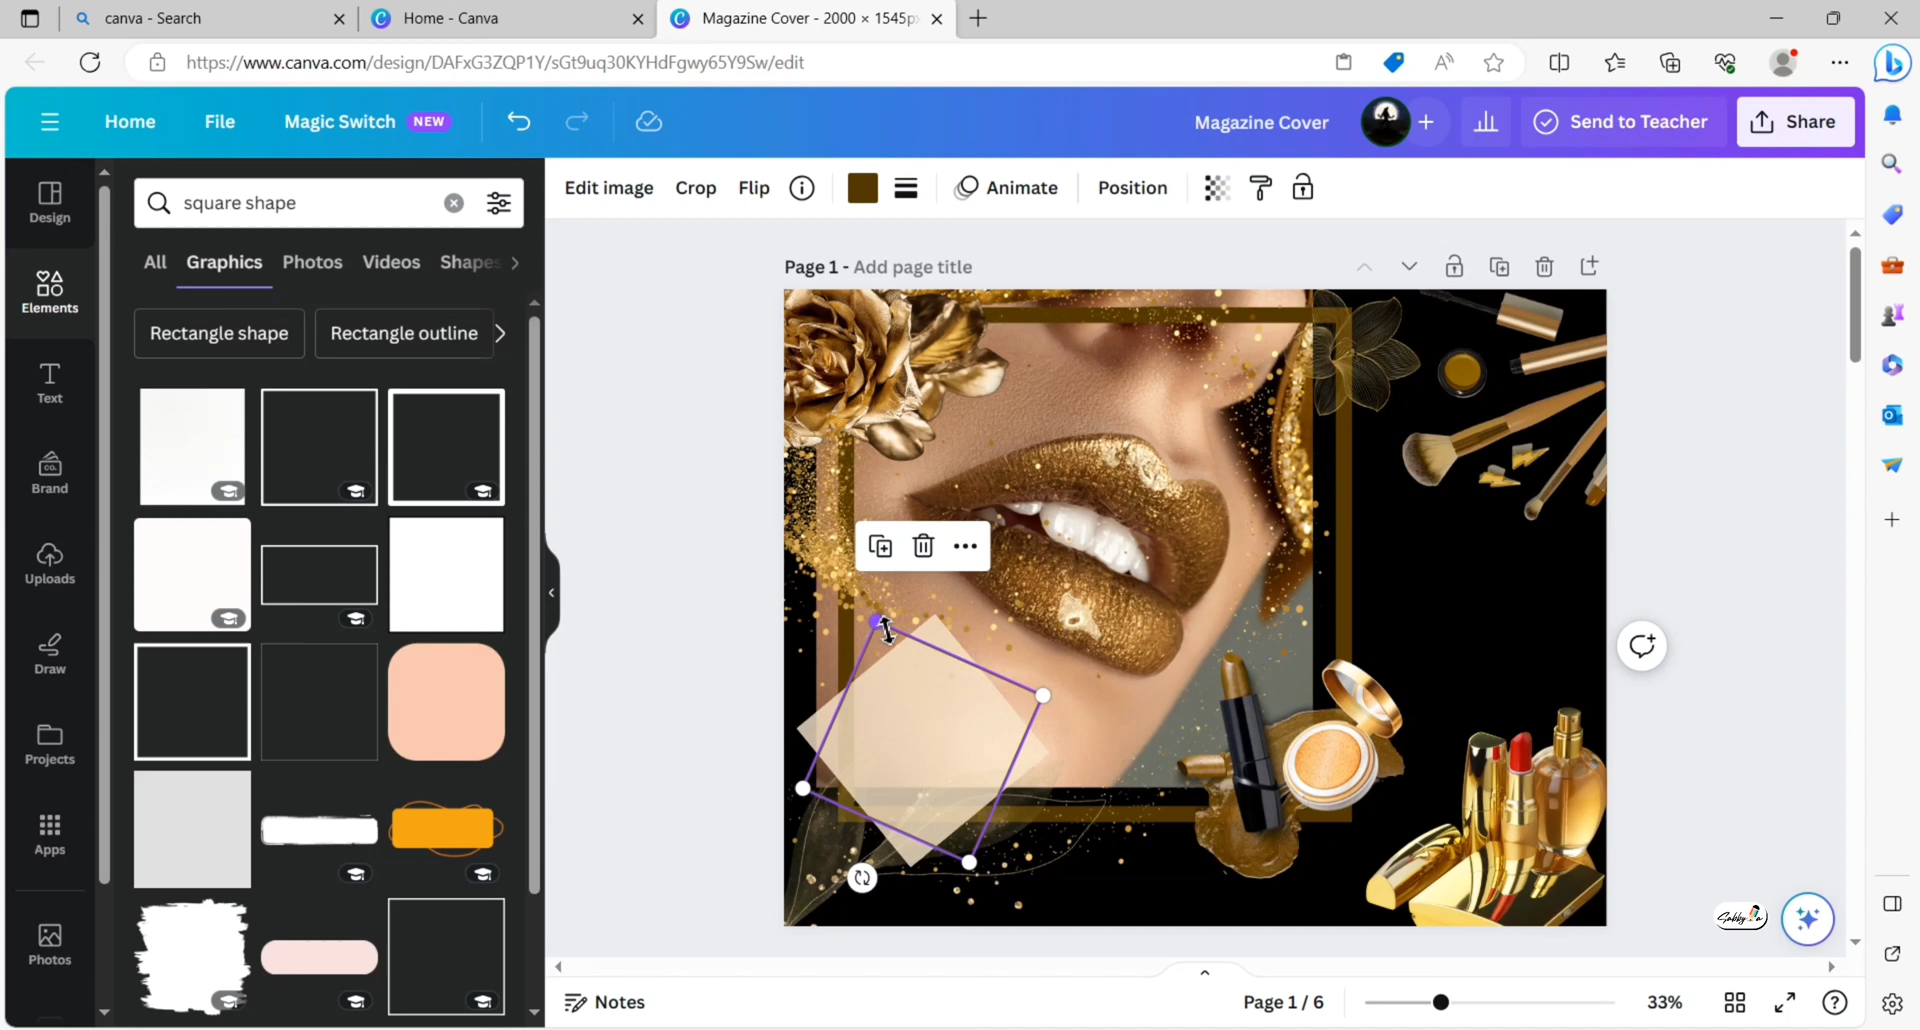 canva - Search
Home - Canva
Magazine Cover - 2000 × 1545p
https://www.canva.com/design/DAFxG3ZQP1Y/sGt9uq30KYHdFgwy65Y9Sw/edit
Home
File
Magic Switch NEW
Magazine Cover
Send to Teacher
Share
Design
Elements
Text
Brand
Uploads
Draw
Projects
Apps
Photos
square shape
All
Graphics
Photos
Videos
Shapes
Rectangle shape
Rectangle outline
Edit image
Crop
Flip
Animate
Position
Page 1 - Add page title
Notes
Page 1 / 6
33%